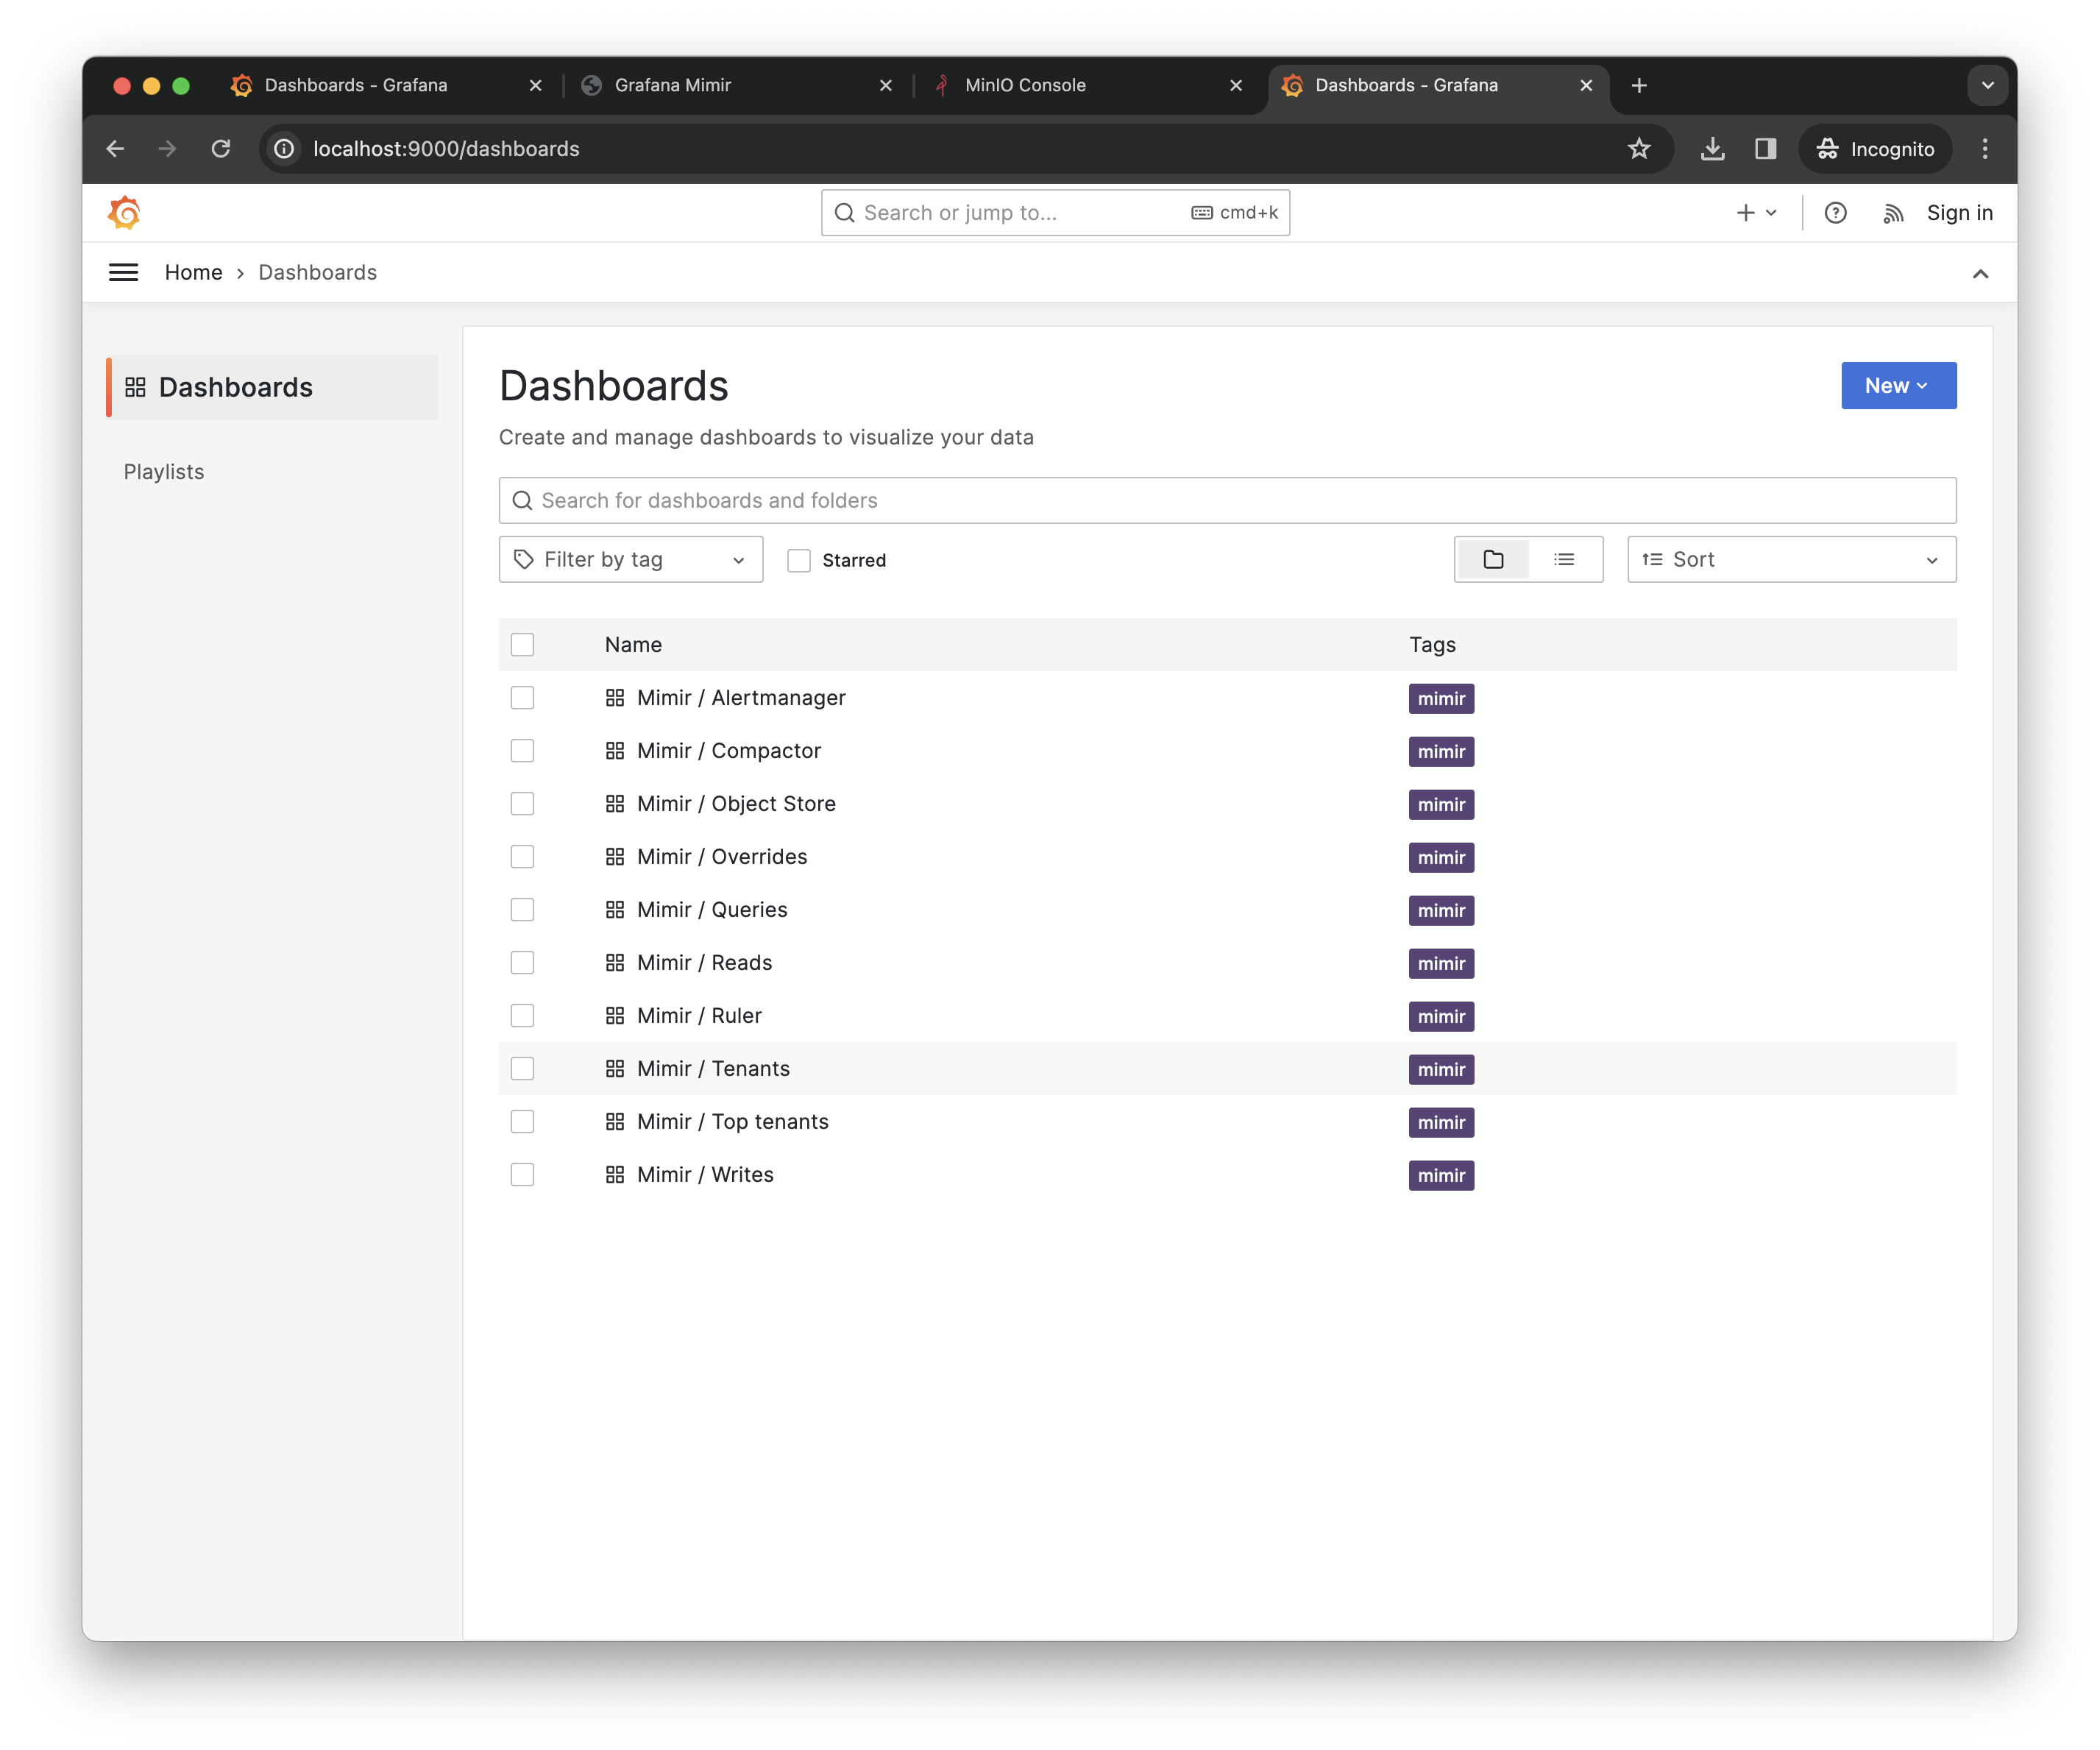 Dashboards - Grafana Grafana Mimir MinIO Console Dashboards - Grafana
localhost:9000/dashboards Incognito
Search or jump to... cmd+k Sign in
Home › Dashboards
Dashboards
Playlists
Dashboards
New
Create and manage dashboards to visualize your data
Search for dashboards and folders
Filter by tag Starred Sort
Name Tags
Mimir / Alertmanager mimir
Mimir / Compactor mimir
Mimir / Object Store mimir
Mimir / Overrides mimir
Mimir / Queries mimir
Mimir / Reads mimir
Mimir / Ruler mimir
Mimir / Tenants mimir
Mimir / Top tenants mimir
Mimir / Writes mimir